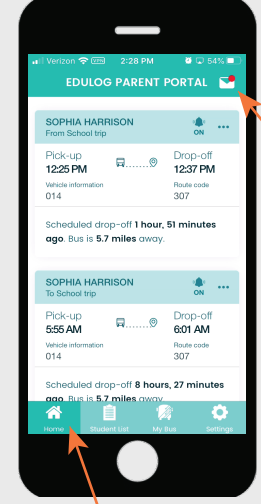 Verizon VPN 2:28 PM 54%
EDULOG PARENT PORTAL
SOPHIA HARRISON
From School trip
ON
Pick-up
12:25 PM
Drop-off
12:37 PM
Vehicle information
014
Route code
307
Scheduled drop-off 1 hour, 51 minutes
ago. Bus is 5.7 miles away.
SOPHIA HARRISON
To School trip
ON
Pick-up
5:55 AM
Drop-off
6:01 AM
Vehicle information
014
Route code
307
Scheduled drop-off 8 hours, 27 minutes
ago. Bus is 5.7 miles away.
Home
Student List
My Bus
Settings